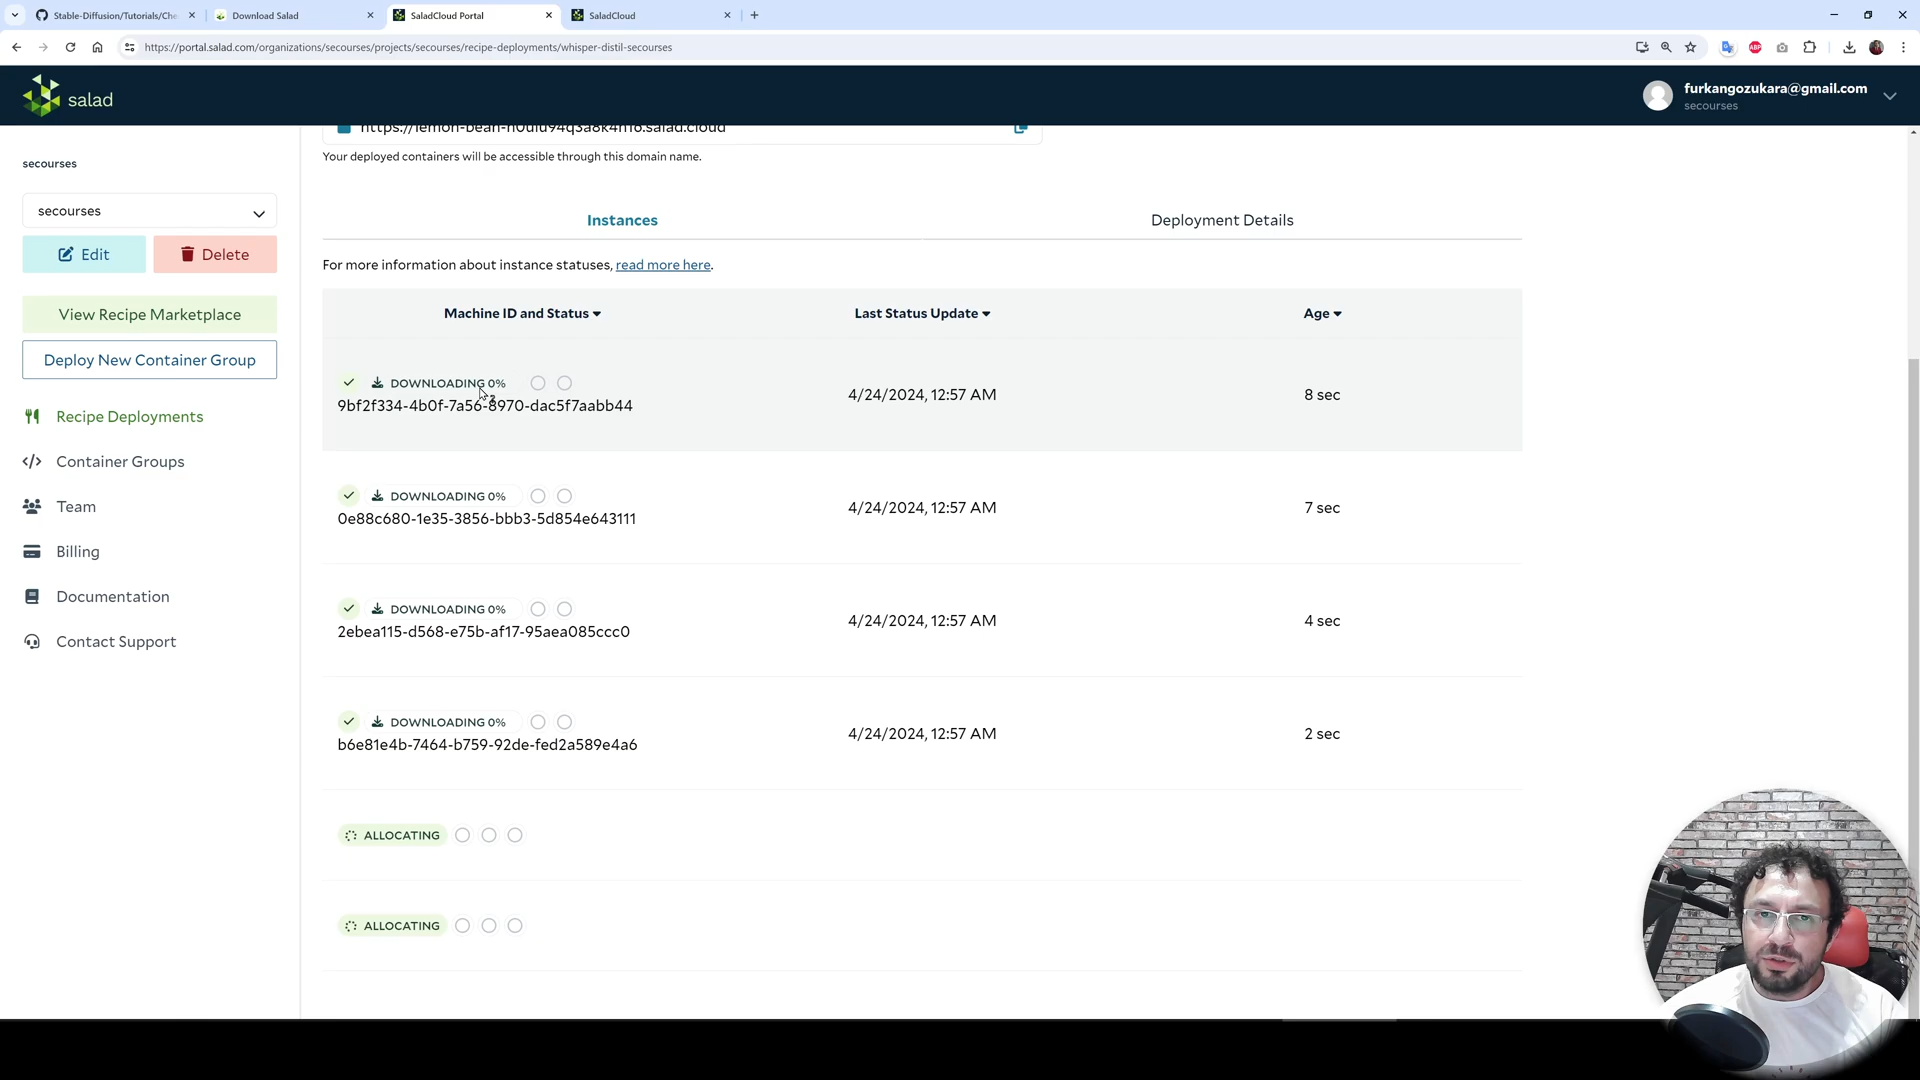 Stable-Diffusion/Tutorials/Che
Download Salad
SaladCloud Portal
SaladCloud
https://portal.salad.com/organizations/secourses/projects/secourses/recipe-deployments/whisper-distil-secourses
ABP
salad
furkangozukara@gmail.com
secourses
Your deployed containers will be accessible through this domain name.
secourses
secourses
Edit
Delete
View Recipe Marketplace
Deploy New Container Group
Recipe Deployments
Container Groups
Team
Billing
Documentation
Contact Support
Instances
Deployment Details
For more information about instance statuses, read more here.
Machine ID and Status
Last Status Update
Age
DOWNLOADING 0%
9bf2f334-4b0f-7a56-8970-dac5f7aabb44
4/24/2024, 12:57 AM
8 sec
DOWNLOADING 0%
0e88c680-1e35-3856-bbb3-5d854e643111
4/24/2024, 12:57 AM
7 sec
DOWNLOADING 0%
2ebea115-d568-e75b-af17-95aea085ccc0
4/24/2024, 12:57 AM
4 sec
DOWNLOADING 0%
b6e81e4b-7464-b759-92de-fed2a589e4a6
4/24/2024, 12:57 AM
2 sec
ALLOCATING
ALLOCATING